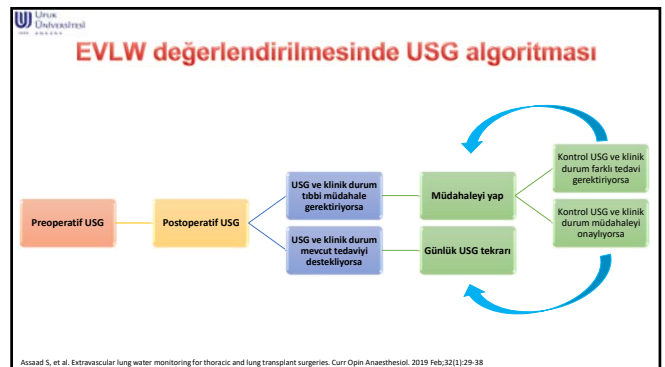 Ufuk
Üniversitesi
ANKARA
EVLW değerlendirilmesinde USG algoritması
Preoperatif USG
Postoperatif USG
USG ve klinik durum
tıbbi müdahale
gerektiriyorsa
USG ve klinik durum
mevcut tedaviyi
destekliyorsa
Müdahaleyi yap
Günlük USG tekrarı
Kontrol USG ve klinik
durum farklı tedavi
gerektiriyorsa
Kontrol USG ve klinik
durum müdahaleyi
onaylıyorsa
Assaad S, et al. Extravascular lung water monitoring for thoracic and lung transplant surgeries. Curr Opin Anaesthesiol. 2019 Feb;32(1):29-38